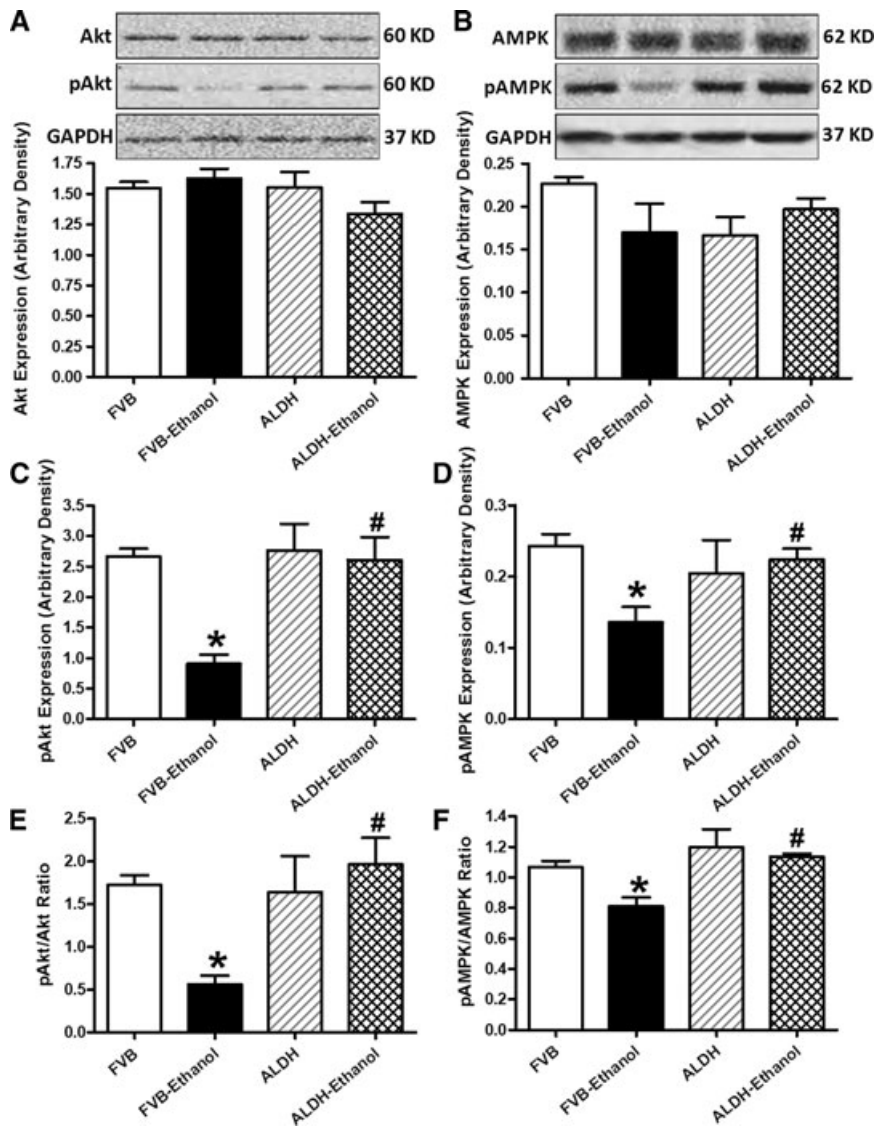 A
Akt 60 KD
pAkt 60 KD
GAPDH 37 KD
Akt Expression (Arbitrary Density)
1.75
1.50
1.25
1.00
0.75
0.50
0.25
0.00
FVB
FVB-Ethanol
ALDH
ALDH-Ethanol
B
AMPK 62 KD
pAMPK 62 KD
GAPDH 37 KD
AMPK Expression (Arbitrary Density)
0.25
0.20
0.15
0.10
0.05
0.00
FVB
FVB-Ethanol
ALDH
ALDH-Ethanol
C
pAkt Expression (Arbitrary Density)
3.5
3.0
2.5
2.0
1.5
1.0
0.5
0.0
*
#
FVB
FVB-Ethanol
ALDH
ALDH-Ethanol
D
pAMPK Expression (Arbitrary Density)
0.3
0.2
0.1
0.0
*
#
FVB
FVB-Ethanol
ALDH
ALDH-Ethanol
E
pAkt/Akt Ratio
2.5
2.0
1.5
1.0
0.5
0.0
*
#
FVB
FVB-Ethanol
ALDH
ALDH-Ethanol
F
pAMPK/AMPK Ratio
1.4
1.2
1.0
0.8
0.6
0.4
0.2
0.0
*
#
FVB
FVB-Ethanol
ALDH
ALDH-Ethanol